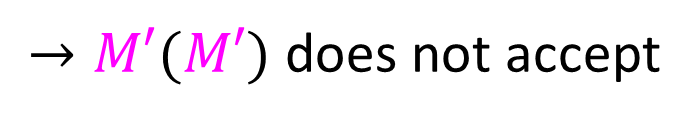 → M′(M′) does not accept